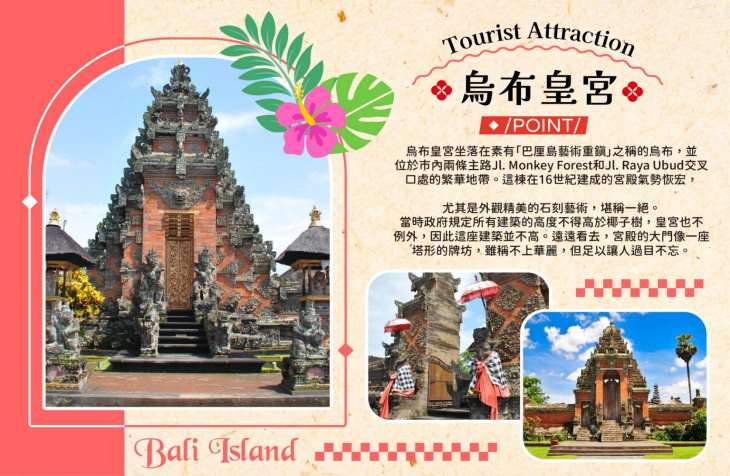 Tourist Attraction
烏布皇宮
/POINT/
烏布皇宮坐落在素有「巴厘島藝術重鎭」之稱的烏布，並
位於市內兩條主路Jl. Monkey Forest和Jl. Raya Ubud交叉
口處的繁華地帶。這棟在16世紀建成的宮殿氣勢恢宏，
尤其是外觀精美的石刻藝術，堪稱一絕。
當時政府規定所有建築的高度不得高於椰子樹，皇宮也不
例外，因此這座建築並不高。遠遠看去，宮殿的大門像一座
塔形的牌坊，雖稱不上華麗，但足以讓人過目不忘。
Bali Island